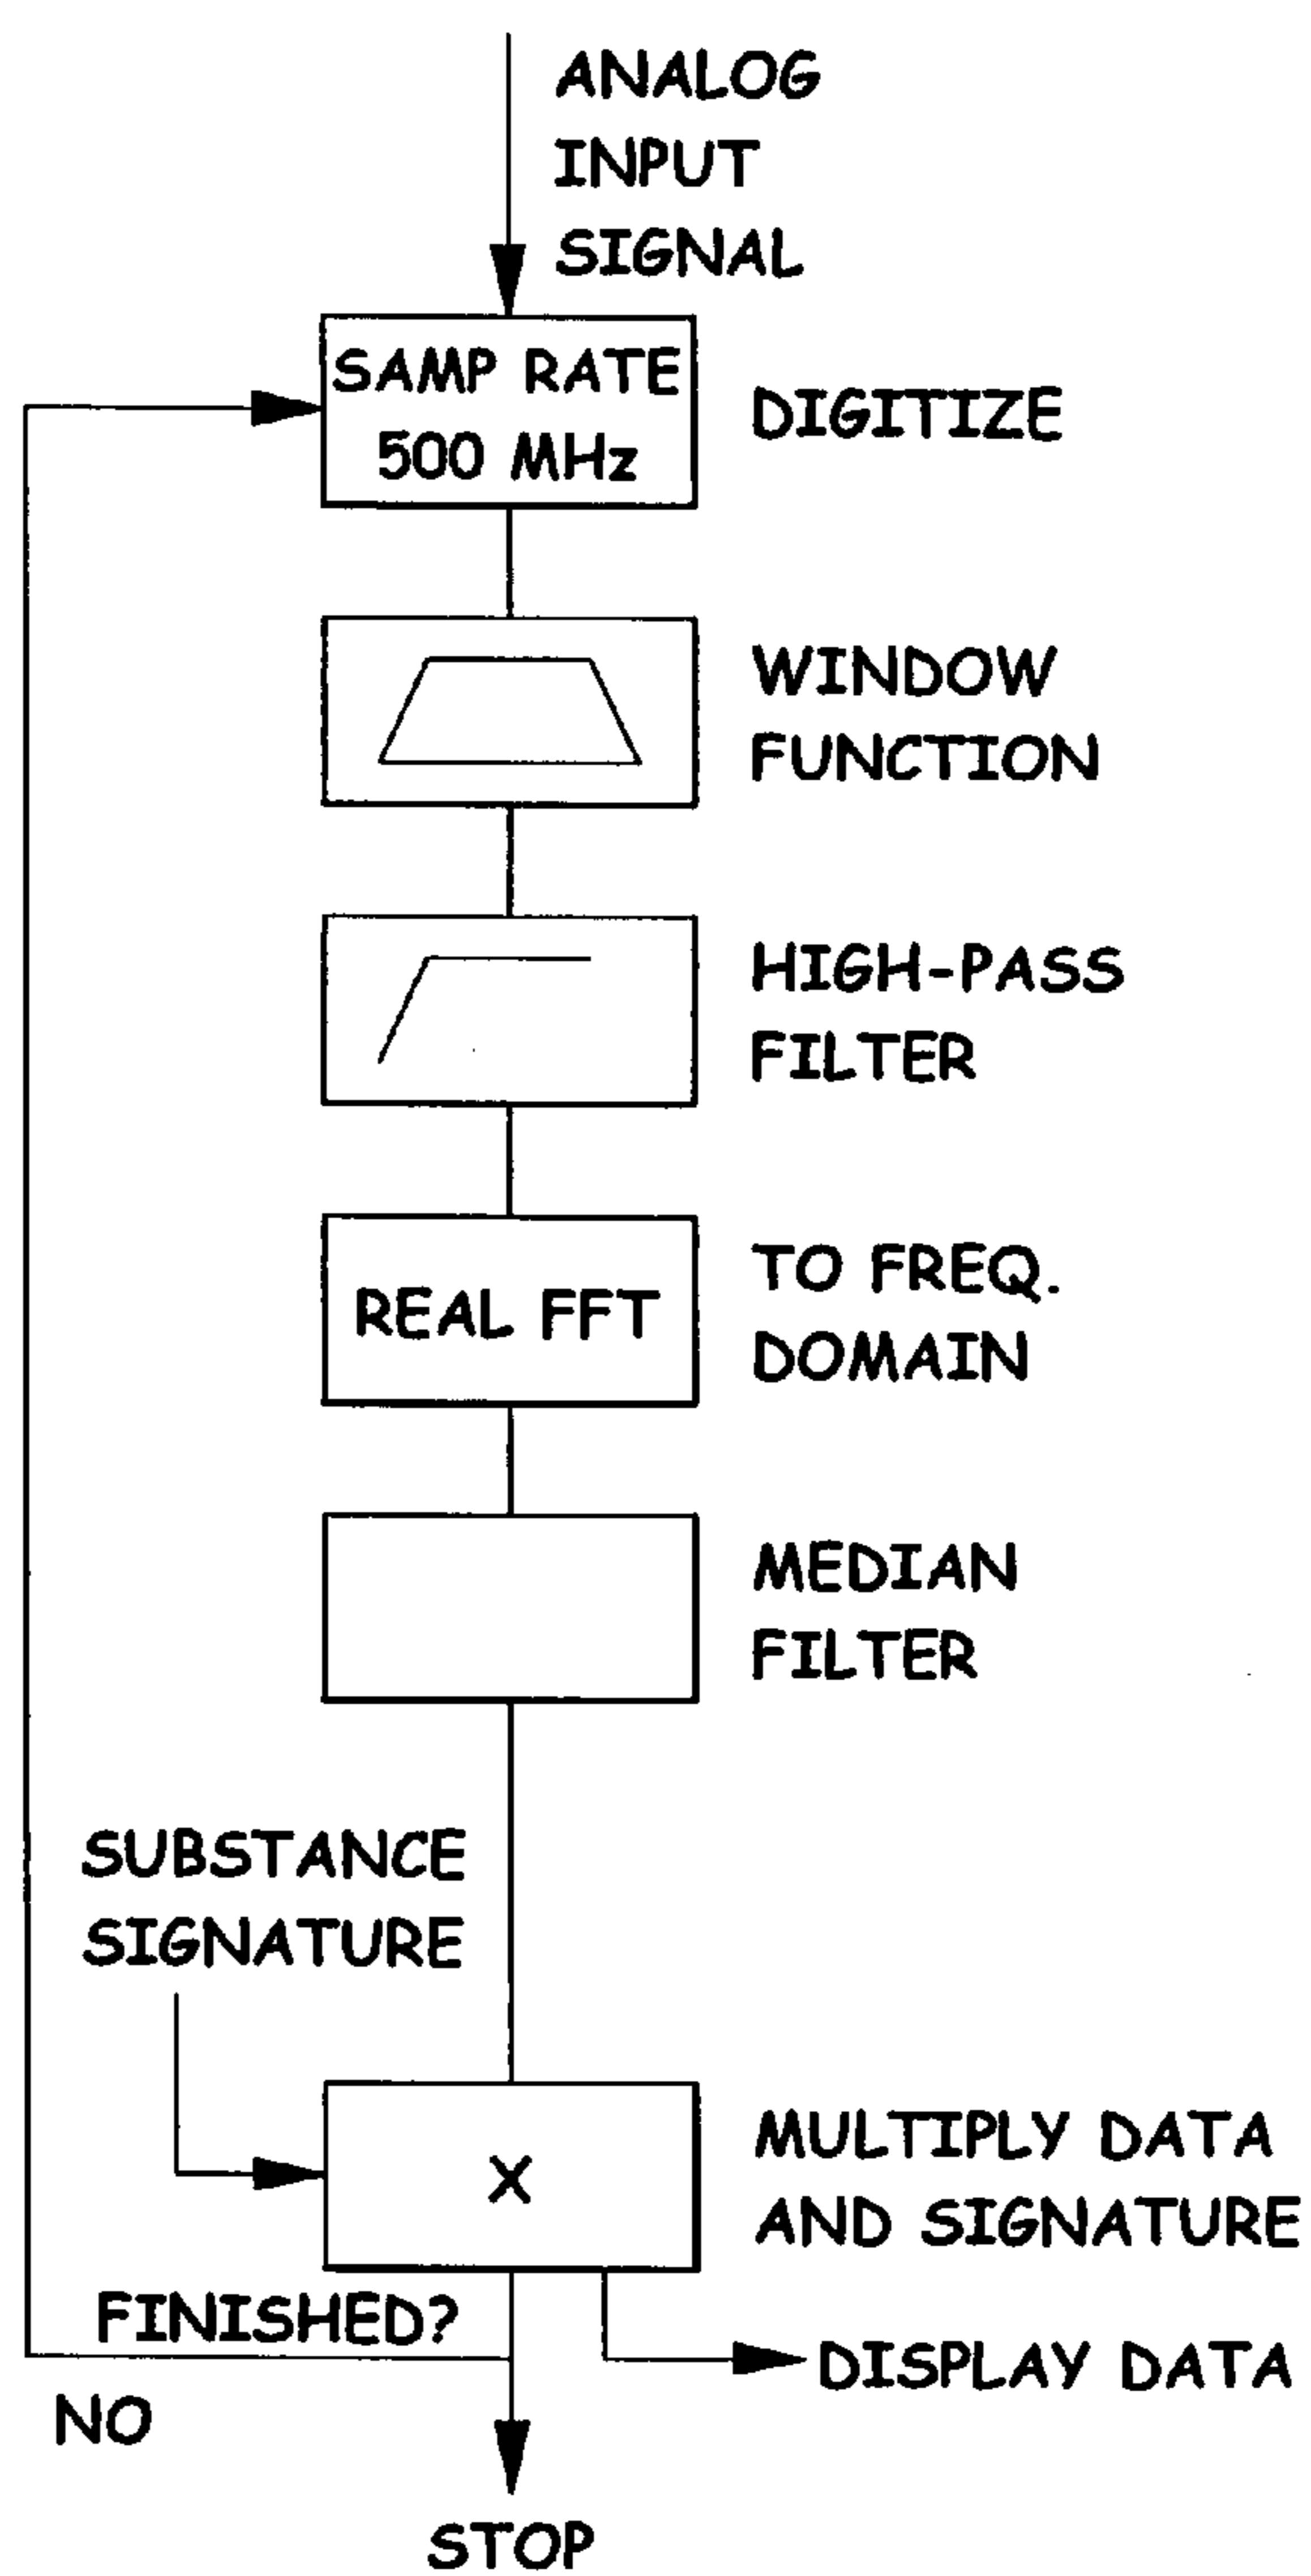 ANALOG
INPUT
SIGNAL
SAMP RATE
500 MHz
DIGITIZE
WINDOW
FUNCTION
HIGH-PASS
FILTER
REAL FFT
TO FREQ.
DOMAIN
MEDIAN
FILTER
SUBSTANCE
SIGNATURE
X
MULTIPLY DATA
AND SIGNATURE
FINISHED?
DISPLAY DATA
NO
STOP